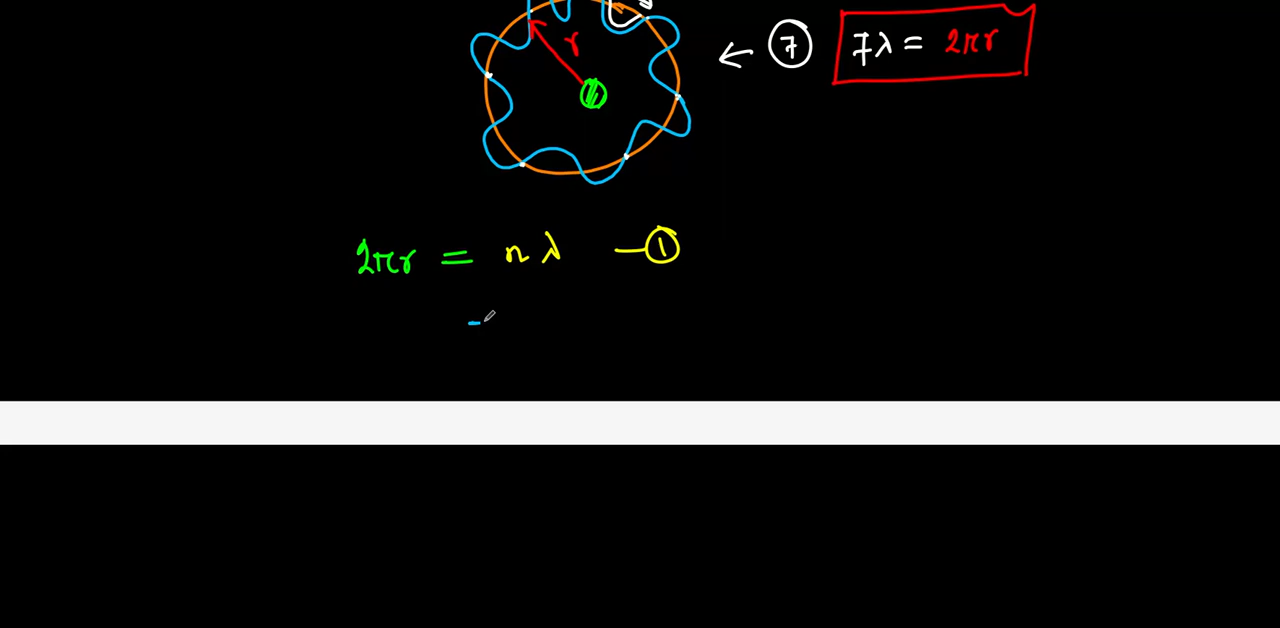 r
⑦ 7λ = 2πr
2πr = nλ —①